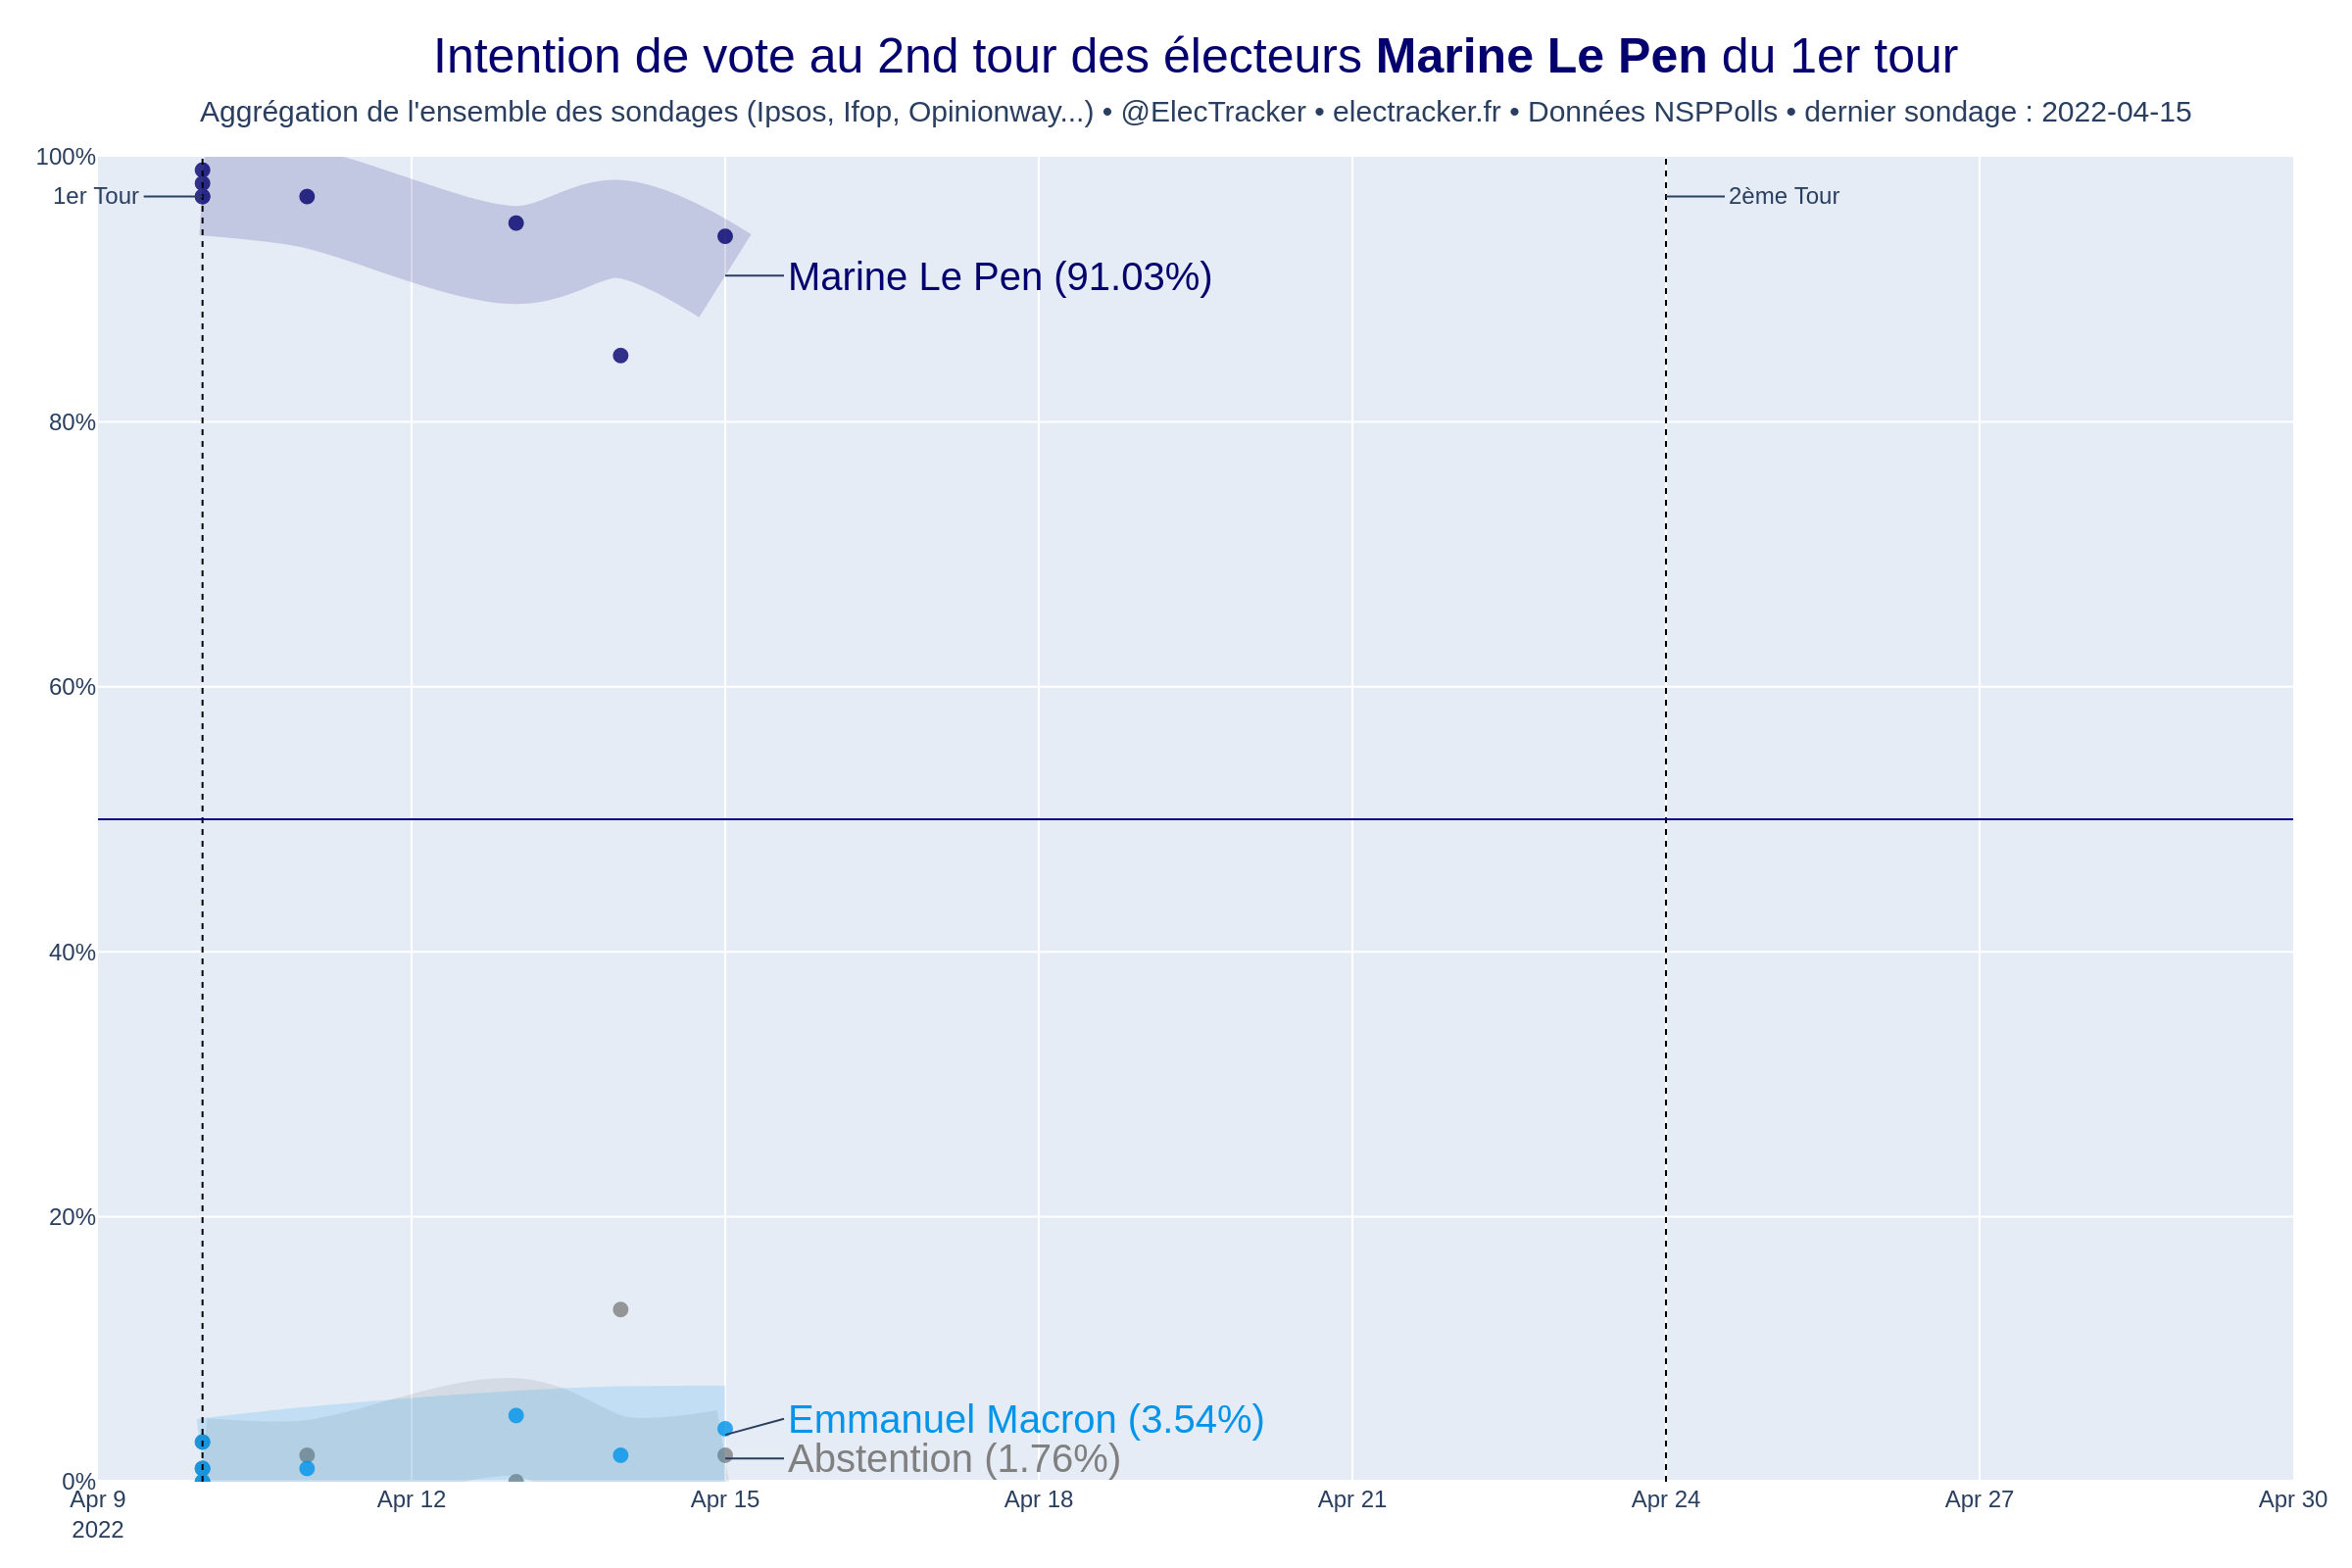 Intention de vote au 2nd tour des électeurs Marine Le Pen du 1er tour
Aggrégation de l'ensemble des sondages (Ipsos, Ifop, Opinionway...) • @ElecTracker • electracker.fr • Données NSPPolls • dernier sondage : 2022-04-15
100%
1er Tour
2ème Tour
Marine Le Pen (91.03%)
80%
60%
40%
20%
Emmanuel Macron (3.54%)
Abstention (1.76%)
0%
Apr 9 Apr 12 Apr 15 Apr 18 Apr 21 Apr 24 Apr 27 Apr 30
2022